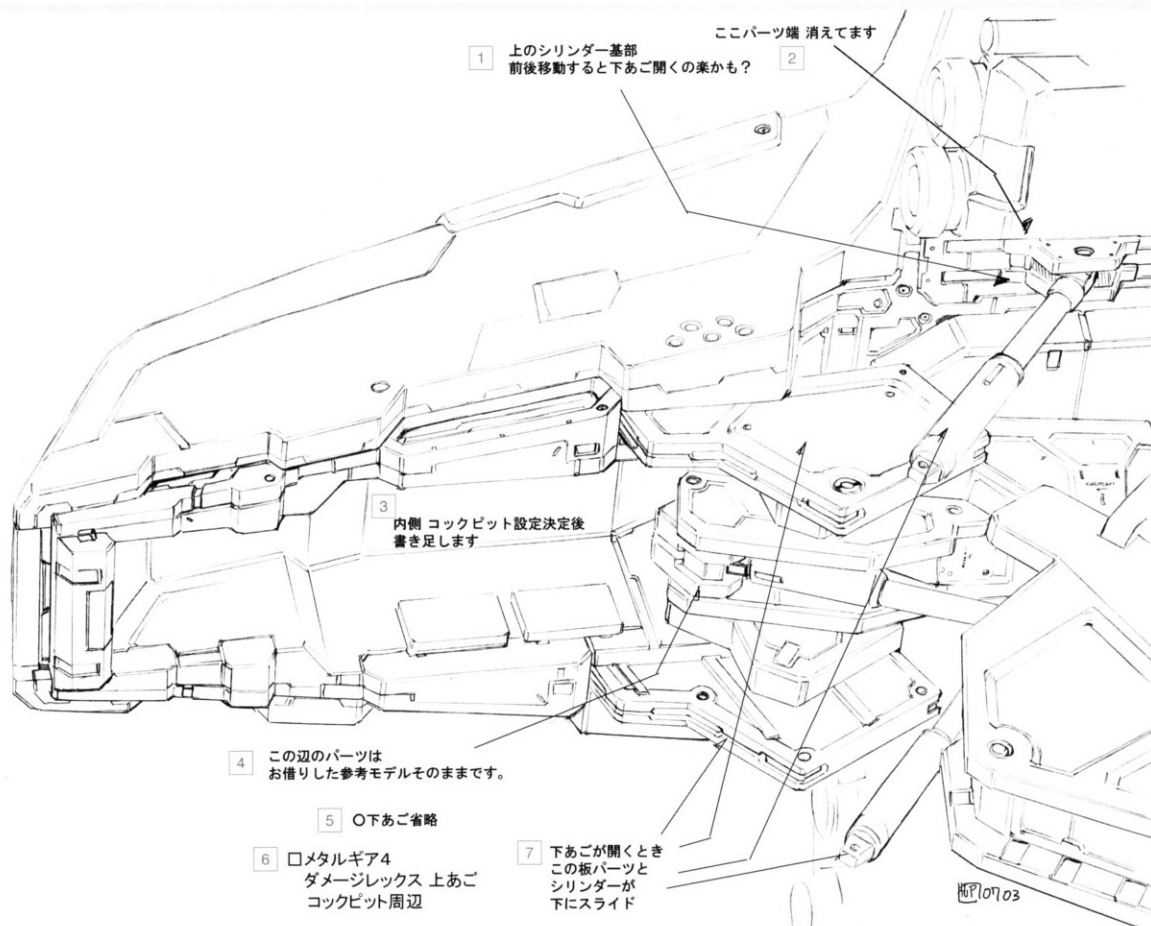 1
上のシリンダー基部
前後移動すると下あご開くの楽かも？
ここパーツ端 消えてます
2
3
内側 コックピット設定決定後
書き足します
4
この辺のパーツは
お借りした参考モデルそのままです。
5
○下あご省略
6
□メタルギア4
ダメージレックス 上あご
コックピット周辺
7
下あごが開くとき
この板パーツと
シリンダーが
下にスライド